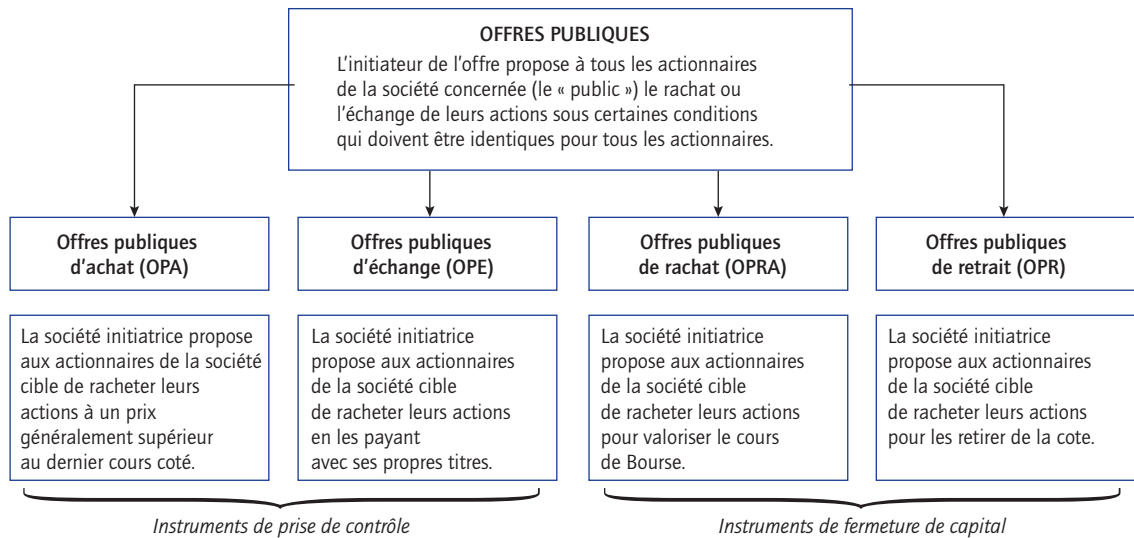 OFFRES PUBLIQUES
L’initiateur de l’offre propose à tous les actionnaires
de la société concernée (le « public ») le rachat ou
l’échange de leurs actions sous certaines conditions
qui doivent être identiques pour tous les actionnaires.
Offres publiques
d’achat (OPA)
Offres publiques
d’échange (OPE)
Offres publiques
de rachat (OPRA)
Offres publiques
de retrait (OPR)
La société initiatrice propose
aux actionnaires de la société
cible de racheter leurs
actions à un prix
généralement supérieur
au dernier cours coté.
La société initiatrice
propose aux actionnaires
de la société cible
de racheter leurs actions
en les payant
avec ses propres titres.
La société initiatrice
propose aux actionnaires
de la société cible
de racheter leurs actions
pour valoriser le cours
de Bourse.
La société initiatrice
propose aux actionnaires
de la société cible
de racheter leurs actions
pour les retirer de la cote.
Instruments de prise de contrôle
Instruments de fermeture de capital